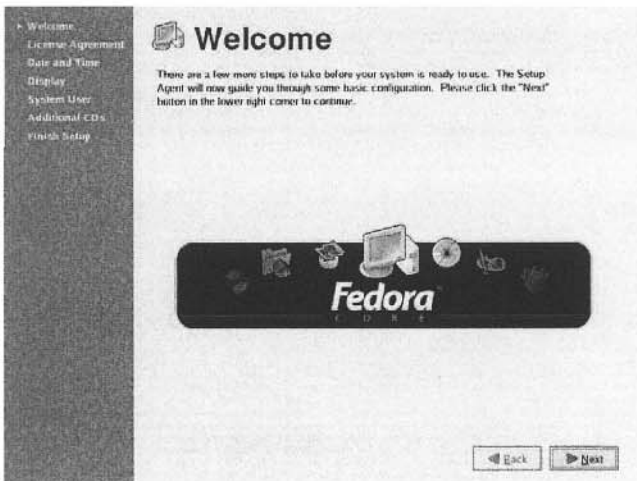 Welcome
License Agreement
Date and Time
Display
System User
Additional CDs
Finish Setup
Welcome
There are a few more steps to take before your system is ready to use. The Setup
Agent will now guide you through some basic configuration. Please click the "Next"
button in the lower right corner to continue.
Fedora
CORE
Back
Next